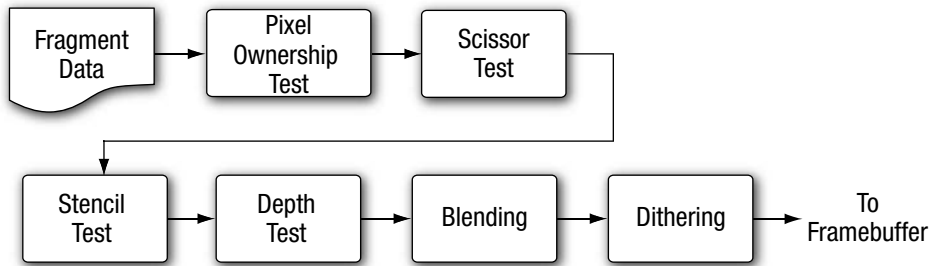 Fragment
Data
Pixel
Ownership
Test
Scissor
Test
Stencil
Test
Depth
Test
Blending
Dithering
To
Framebuffer